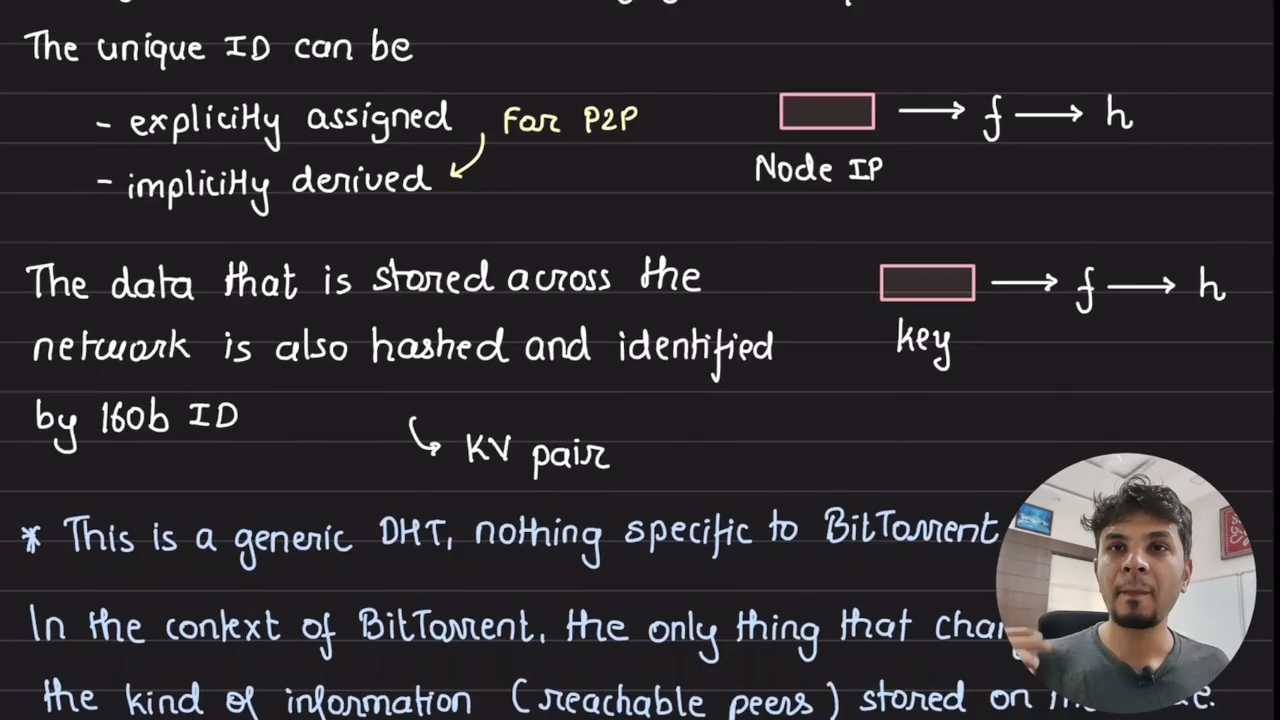 The unique ID can be
- explicitly assigned
For P2P
- implicitly derived
f
h
Node IP
The data that is stored across the
network is also hashed and identified
by 160b ID
KV pair
f
h
key
* This is a generic DHT, nothing specific to BitTorrent
In the context of BitTorrent, the only thing that
the kind of information (reachable peers) stored on